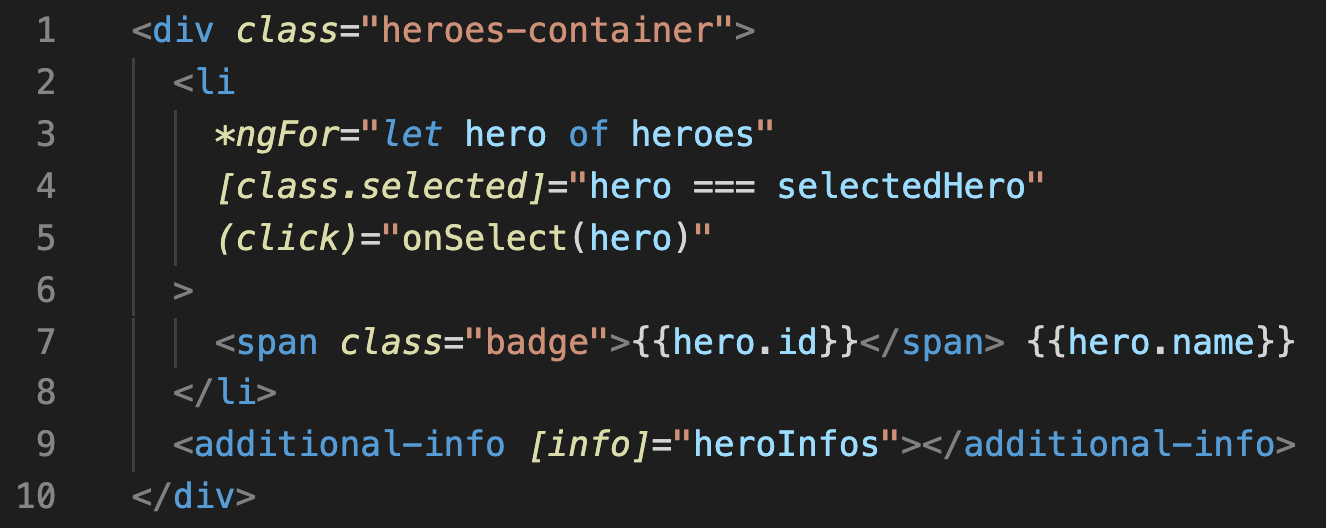 1 <div class="heroes-container">
2 <li
3 *ngFor="let hero of heroes"
4 [class.selected]="hero === selectedHero"
5 (click)="onSelect(hero)"
6 >
7 <span class="badge">{{hero.id}}</span> {{hero.name}}
8 </li>
9 <additional-info [info]="heroInfos"></additional-info>
10 </div>